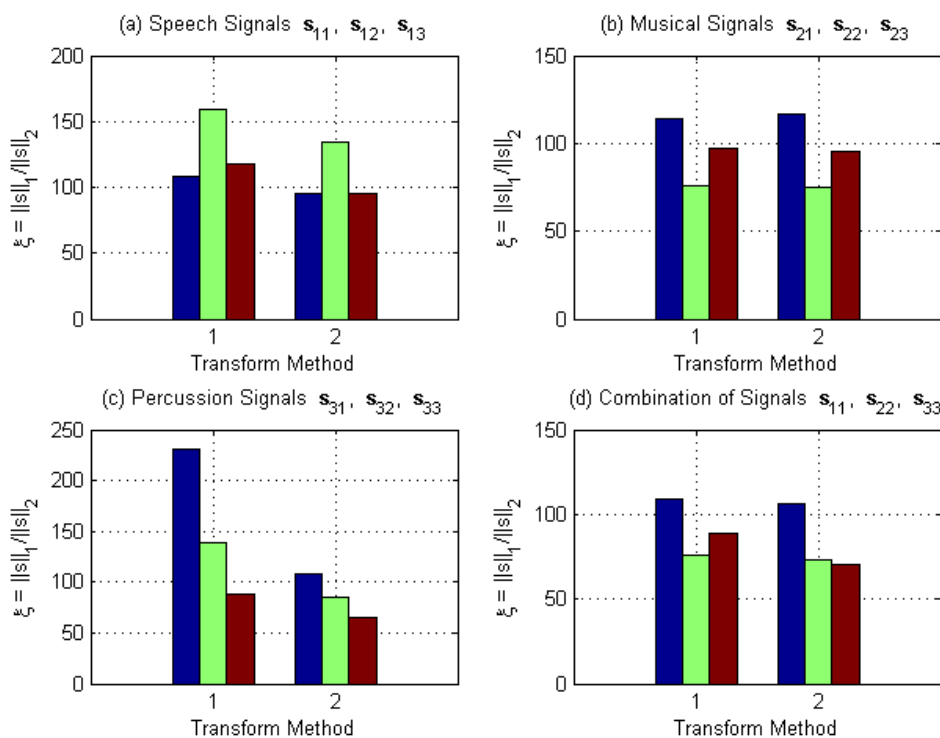 (a) Speech Signals s11, s12, s13
200
150
100
50
0
ξ = ||s||1/||s||2
1
2
Transform Method
(b) Musical Signals s21, s22, s23
150
100
50
0
ξ = ||s||1/||s||2
1
2
Transform Method
(c) Percussion Signals s31, s32, s33
250
200
150
100
50
0
ξ = ||s||1/||s||2
1
2
Transform Method
(d) Combination of Signals s11, s22, s33
150
100
50
0
ξ = ||s||1/||s||2
1
2
Transform Method